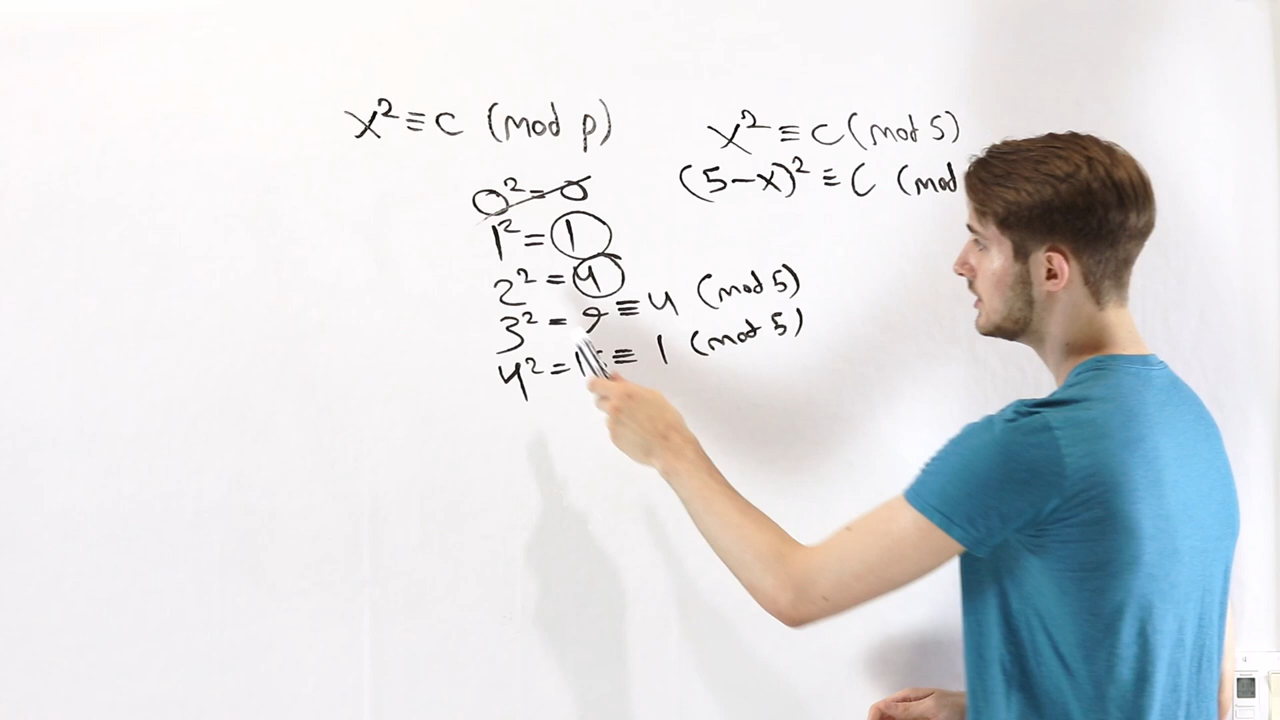 x² ≡ c (mod p)
0² = 0
1² = 1
2² = 4
3² = 9 ≡ 4 (mod 5)
4² = 1 ≡ 1 (mod 5)
x² ≡ c (mod 5)
(5-x)² ≡ c (mod